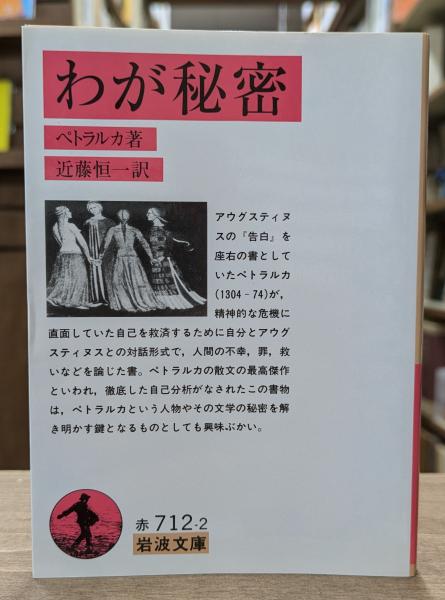 わが秘密
ペトラルカ著
近藤恒一訳
アウグスティヌ
スの『告白』を
座右の書として
いたペトラルカ
(1304‐74)が，
精神的な危機に
直面していた自己を救済するために自分とアウグ
スティヌスとの対話形式で，人間の不幸，罪，救
いなどを論じた書。ペトラルカの散文の最高傑作
といわれ，徹底した自己分析がなされたこの書物
は，ペトラルカという人物やその文学の秘密を解
き明かす鍵となるものとしても興味ぶかい。
赤 712-2
岩波文庫